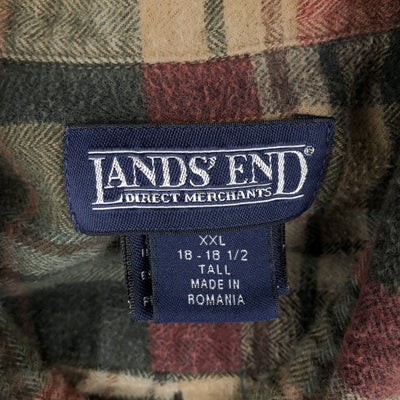 LANDS' END®
DIRECT MERCHANTS
XXL
18 - 18 1/2
TALL
MADE IN
ROMANIA